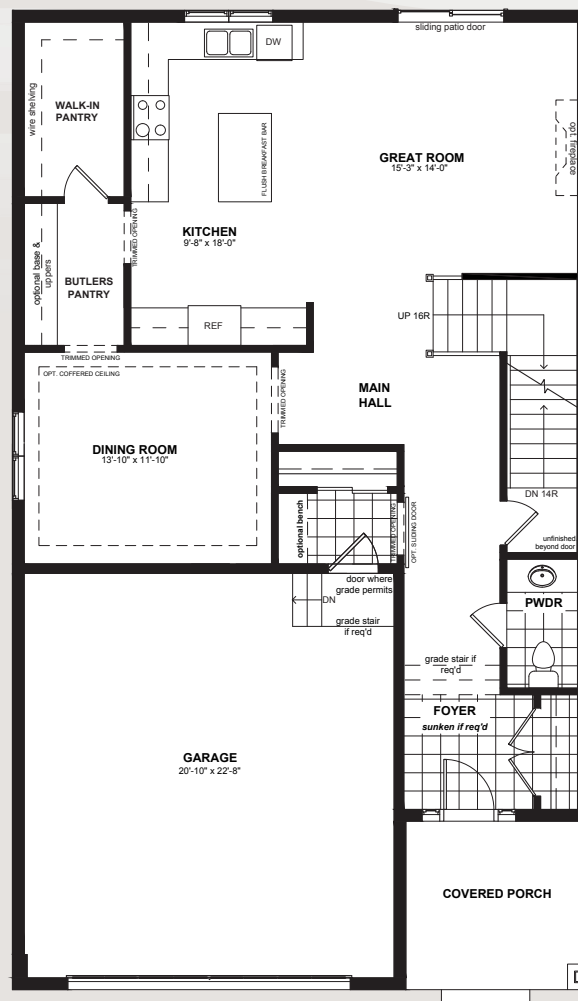 sliding patio door
DW
wire shelving
WALK-IN
PANTRY
FLUSH BREAKFAST BAR
GREAT ROOM
15'-3" x 14'-0"
opt. fireplace
KITCHEN
9'-8" x 18'-0"
TRIMMED OPENING
optional base &
uppers
BUTLERS
PANTRY
REF
UP 16R
TRIMMED OPENING
OPT. COFFERED CEILING
TRIMMED OPENING
MAIN
HALL
DINING ROOM
13'-10" x 11'-10"
DN 14R
optional bench
TRIMMED OPENING
OPT. SLIDING DOOR
unfinished
beyond door
door where
grade permits
DN
grade stair
if req'd
PWDR
grade stair if
req'd
FOYER
sunken if req'd
GARAGE
20'-10" x 22'-8"
COVERED PORCH